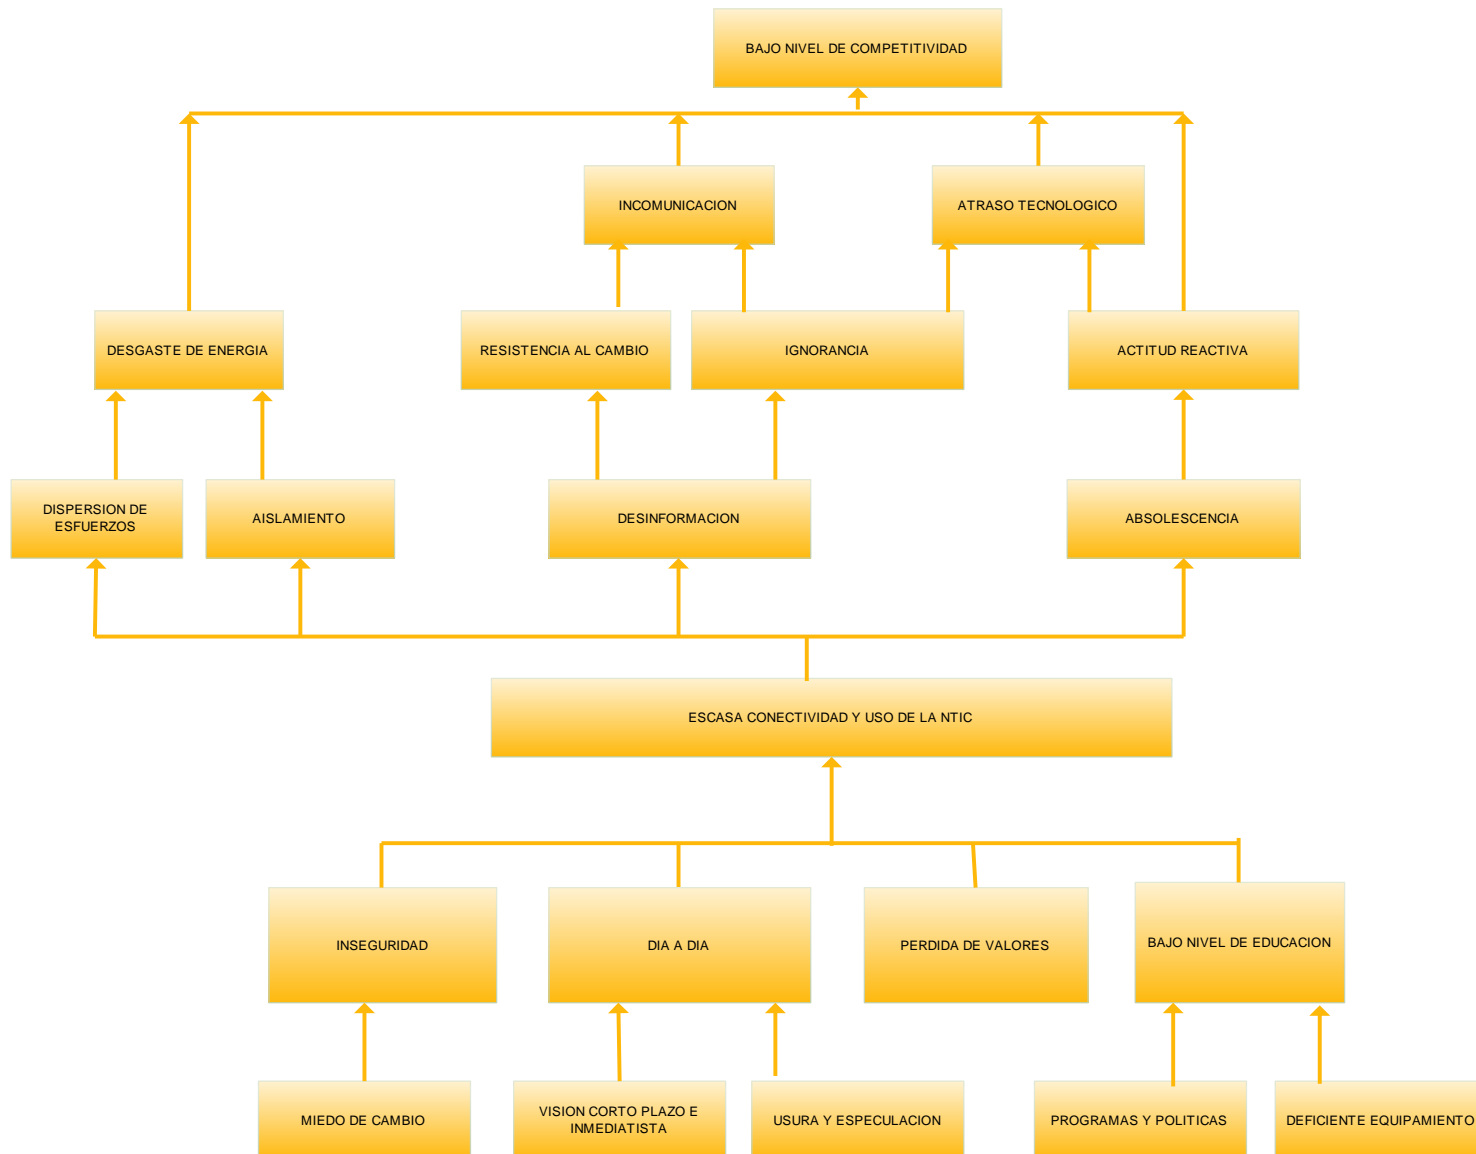 BAJO NIVEL DE COMPETITIVIDAD
INCOMUNICACION
ATRASO TECNOLOGICO
DESGASTE DE ENERGIA
RESISTENCIA AL CAMBIO
IGNORANCIA
ACTITUD REACTIVA
DISPERSION DE
ESFUERZOS
AISLAMIENTO
DESINFORMACION
ABSOLESCENCIA
ESCASA CONECTIVIDAD Y USO DE LA NTIC
INSEGURIDAD
DIA A DIA
PERDIDA DE VALORES
BAJO NIVEL DE EDUCACION
MIEDO DE CAMBIO
VISION CORTO PLAZO E
INMEDIATISTA
USURA Y ESPECULACION
PROGRAMAS Y POLITICAS
DEFICIENTE EQUIPAMIENTO